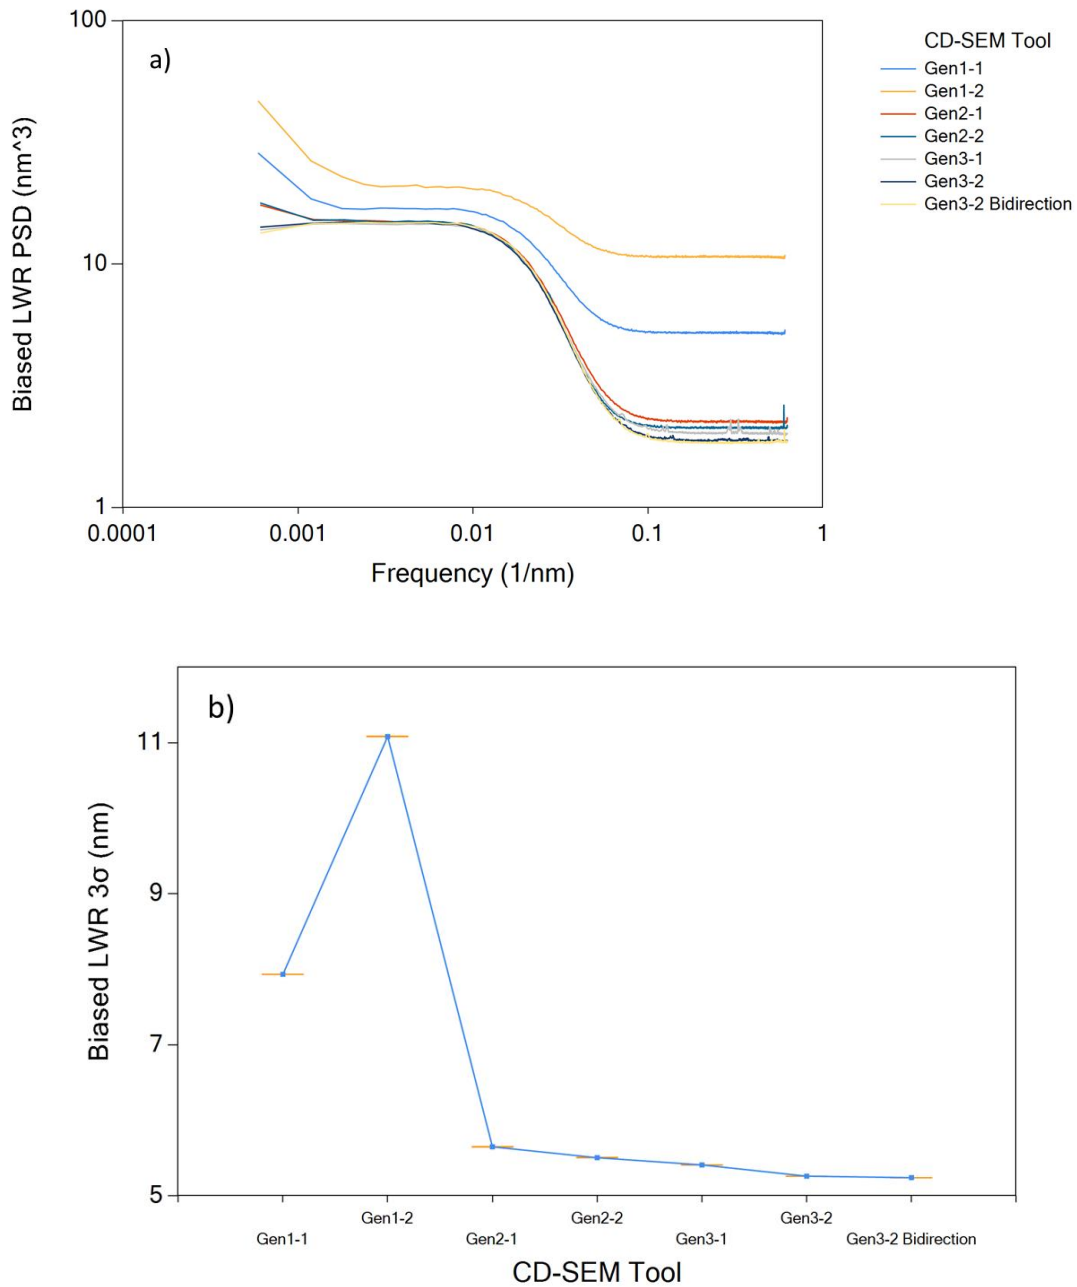 a)
100
10
1
Biased LWR PSD (nm^3)
0.0001 0.001 0.01 0.1 1
Frequency (1/nm)
CD-SEM Tool
Gen1-1
Gen1-2
Gen2-1
Gen2-2
Gen3-1
Gen3-2
Gen3-2 Bidirection
b)
11
9
7
5
Biased LWR 3σ (nm)
Gen1-2 Gen2-2 Gen3-2
Gen1-1 Gen2-1 Gen3-1 Gen3-2 Bidirection
CD-SEM Tool